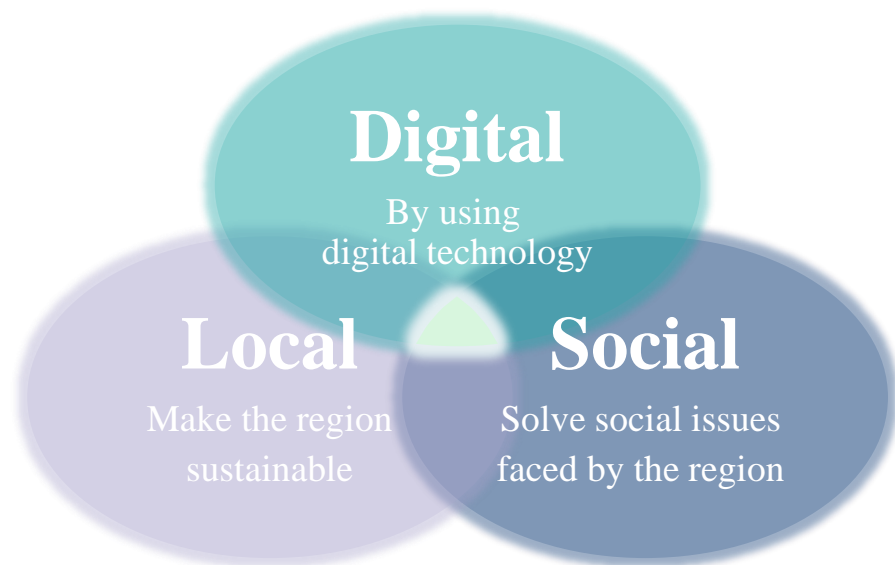 Digital
By using
digital technology
Local
Make the region
sustainable
Social
Solve social issues
faced by the region